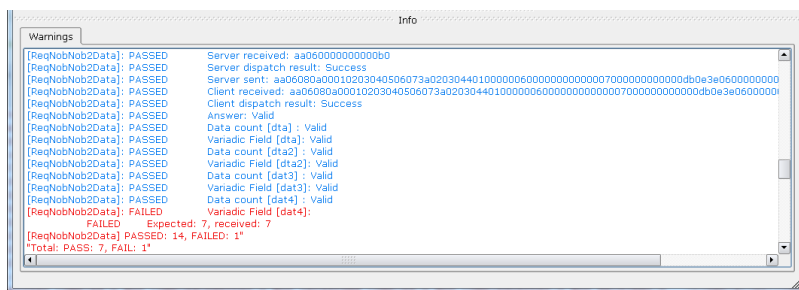 Info
Warnings
[ReqNobNob2Data]: PASSED Server received: aa060000000000b0
[ReqNobNob2Data]: PASSED Server dispatch result: Success
[ReqNobNob2Data]: PASSED Server sent:
[ReqNobNob2Data]: PASSED Client received:
[ReqNobNob2Data]: PASSED Client dispatch result: Success
[ReqNobNob2Data]: PASSED Answer: Valid
[ReqNobNob2Data]: PASSED Data count [dta] : Valid
[ReqNobNob2Data]: PASSED Variadic Field [dta]: Valid
[ReqNobNob2Data]: PASSED Data count [dta2] : Valid
[ReqNobNob2Data]: PASSED Variadic Field [dta2]: Valid
[ReqNobNob2Data]: PASSED Data count [dat3] : Valid
[ReqNobNob2Data]: PASSED Variadic Field [dat3]: Valid
[ReqNobNob2Data]: PASSED Data count [dat4] : Valid
[ReqNobNob2Data]: FAILED Variadic Field [dat4]:
FAILED Expected: 7, received: 7
[ReqNobNob2Data] PASSED: 14, FAILED: 1"
"Total: PASS: 7, FAIL: 1"